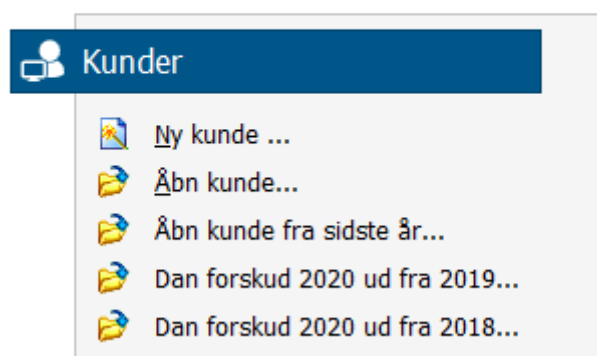 Kunder
Ny kunde ...
Åbn kunde...
Åbn kunde fra sidste år...
Dan forskud 2020 ud fra 2019...
Dan forskud 2020 ud fra 2018...